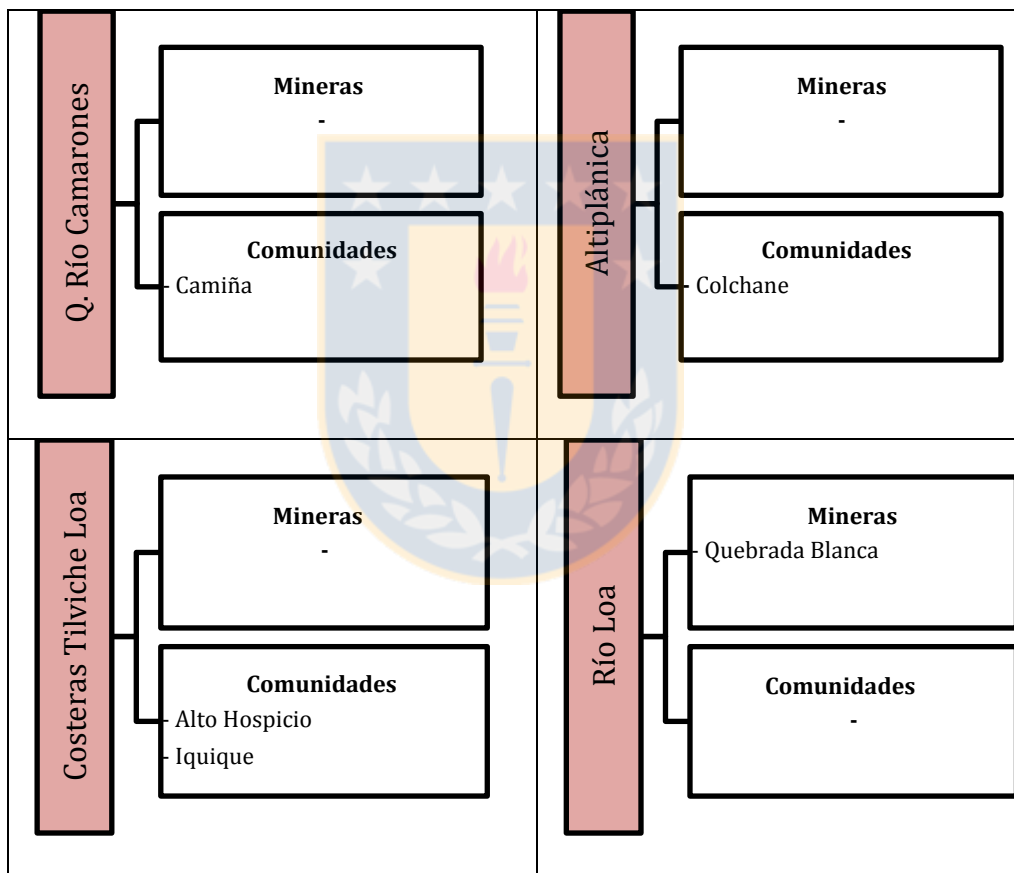 Q. Río Camarones
Mineras
-
Comunidades
- Camiña
Altiplánica
Mineras
-
Comunidades
- Colchane
Costeras Tilviche Loa
Mineras
-
Comunidades
- Alto Hospicio
- Iquique
Río Loa
Mineras
- Quebrada Blanca
Comunidades
-